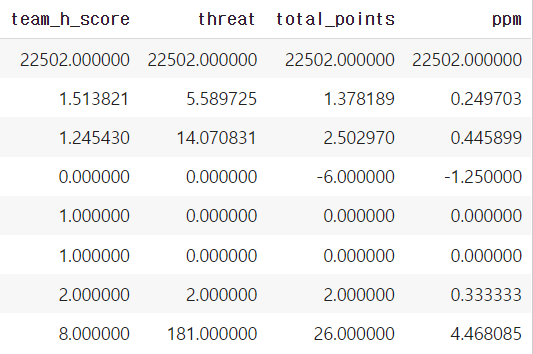 team_h_score threat total_points ppm
22502.000000 22502.000000 22502.000000 22502.000000
1.513821 5.589725 1.378189 0.249703
1.245430 14.070831 2.502970 0.445899
0.000000 0.000000 -6.000000 -1.250000
1.000000 0.000000 0.000000 0.000000
1.000000 0.000000 0.000000 0.000000
2.000000 2.000000 2.000000 0.333333
8.000000 181.000000 26.000000 4.468085